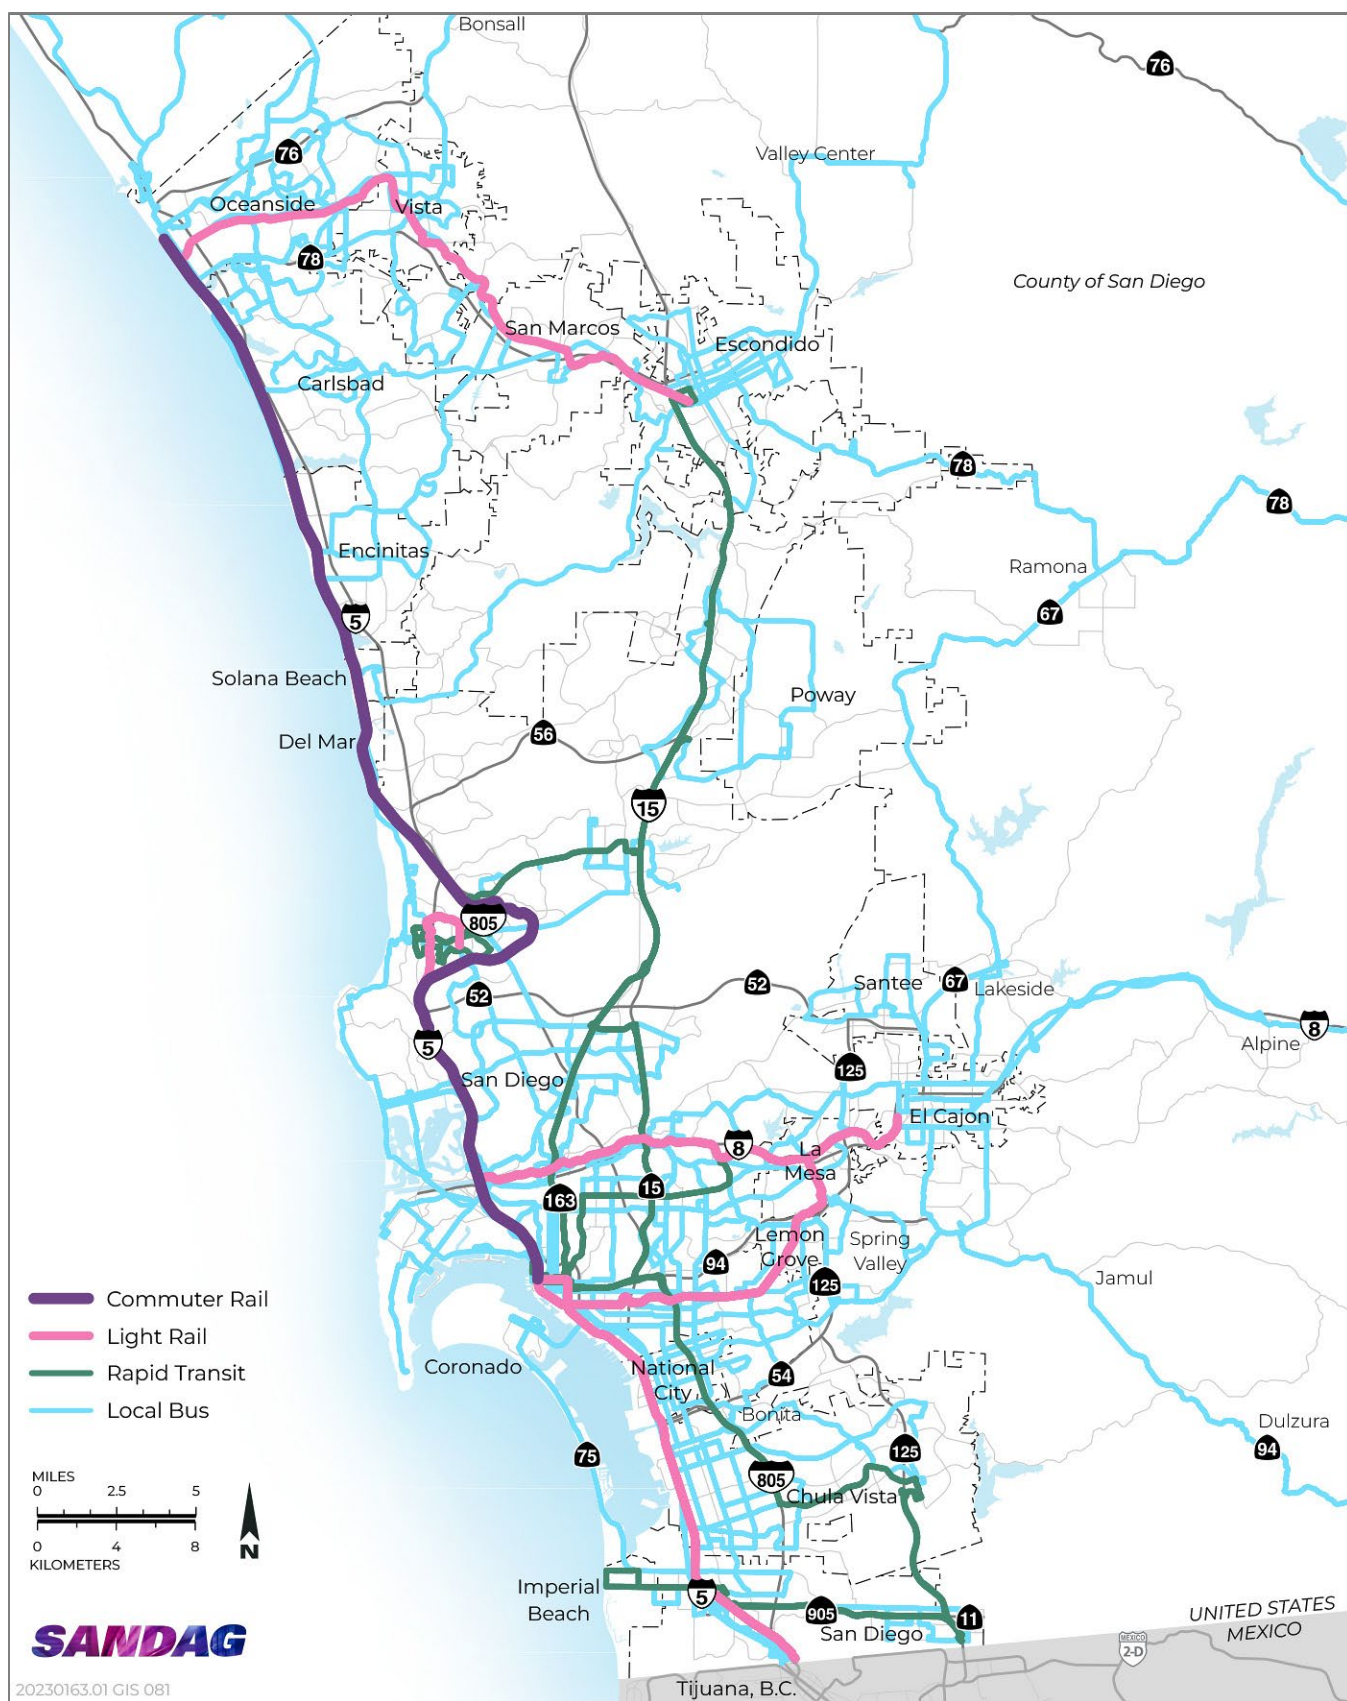 Bonsall
76
76
Valley Center
Oceanside
Vista
78
County of San Diego
San Marcos
Escondido
Carlsbad
78
78
Encinitas
Ramona
67
5
Solana Beach
Poway
56
Del Mar
15
805
52
Santee
67
Lakeside
52
5
8
Alpine
125
San Diego
El Cajon
8
La
Mesa
163
15
Lemon
Grove
Spring
Valley
94
125
Jamul
Commuter Rail
Light Rail
Rapid Transit
Local Bus
Coronado
National
City
54
Bonita
Dulzura
94
75
125
805
Chula Vista
MILES
0 2.5 5
0 4 8
KILOMETERS
N
Imperial
Beach
5
905
11
San Diego
UNITED STATES
MEXICO
MEXICO
2-D
SANDAG
20230163.01 GIS 081
Tijuana, B.C.